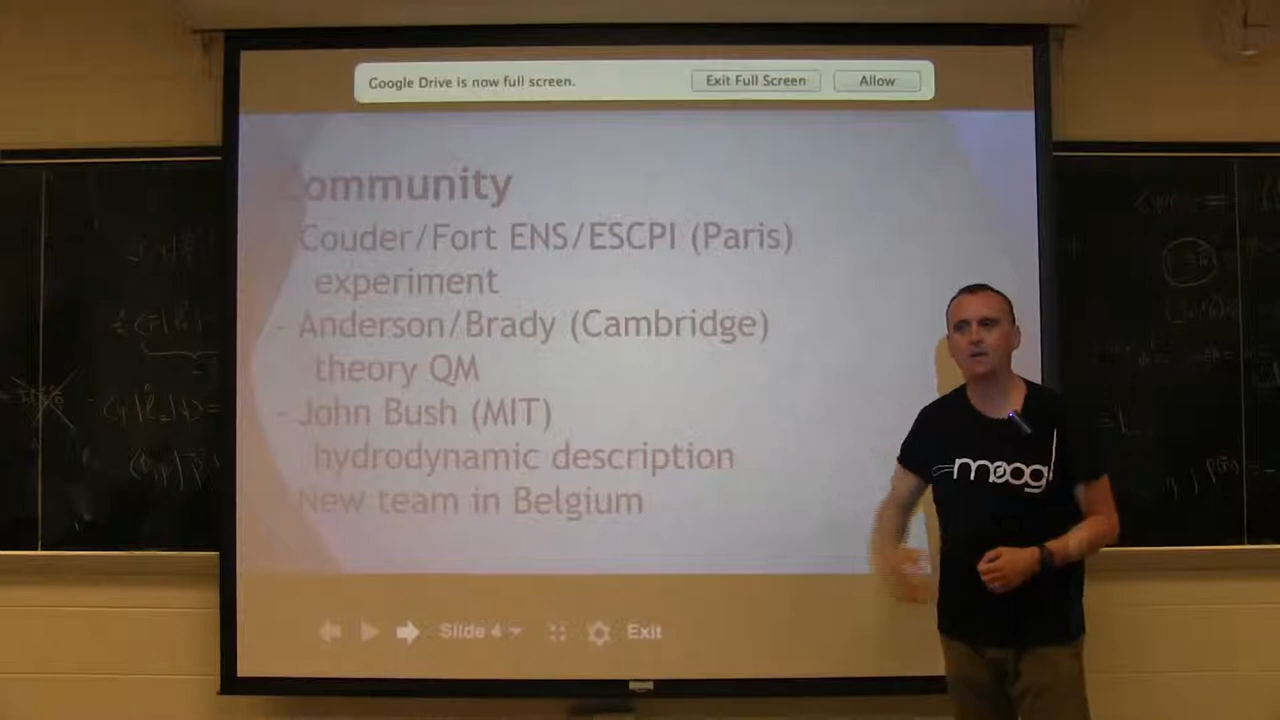 Google Drive is now full screen. Exit Full Screen Allow
Community
Couder/Fort ENS/ESCPI (Paris)
experiment
- Anderson/Brady (Cambridge)
theory QM
- John Bush (MIT)
hydrodynamic description
New team in Belgium
moog
Slide 4 Exit